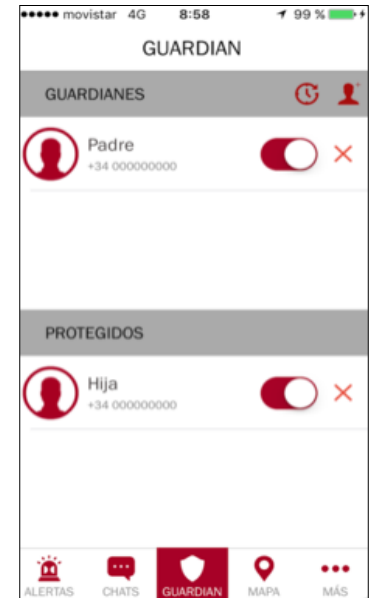 movistar 4G 8:58 99 %
GUARDIAN
GUARDIANES
Padre
+34 000000000
PROTEGIDOS
Hija
+34 000000000
ALERTAS CHATS GUARDIAN MAPA MÁS